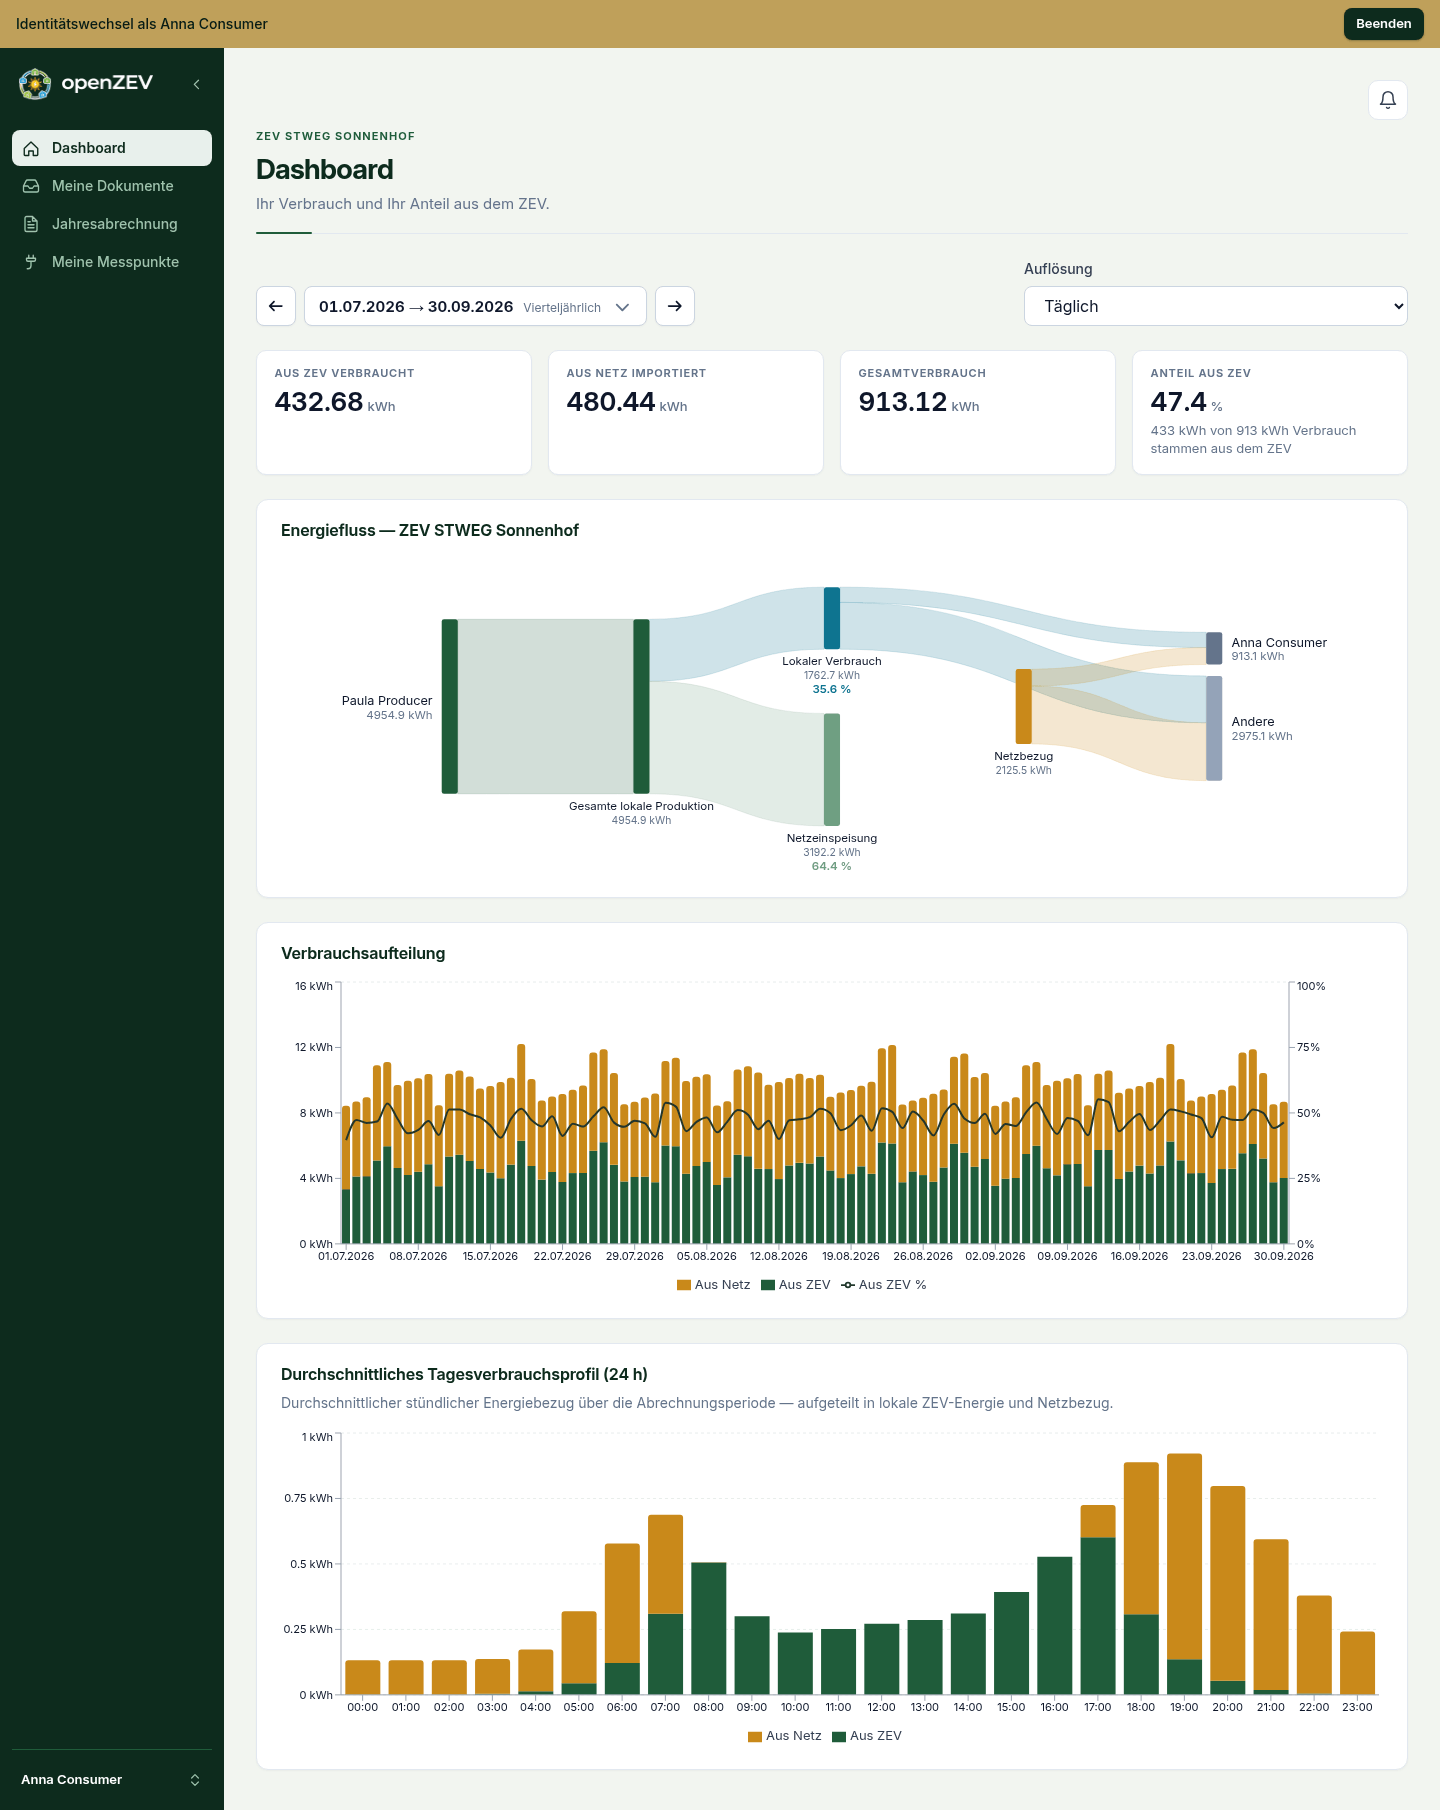 Identitätswechsel als Anna Consumer
Beenden
openZEV
Dashboard
Meine Dokumente
Jahresabrechnung
Meine Messpunkte
Anna Consumer
ZEV STWEG SONNENHOF
Dashboard
Ihr Verbrauch und Ihr Anteil aus dem ZEV.
01.07.2026 → 30.09.2026 Vierteljährlich
Auflösung
Täglich
AUS ZEV VERBRAUCHT
432.68 kWh
AUS NETZ IMPORTIERT
480.44 kWh
GESAMTVERBRAUCH
913.12 kWh
ANTEIL AUS ZEV
47.4 %
433 kWh von 913 kWh Verbrauch
stammen aus dem ZEV
Energiefluss — ZEV STWEG Sonnenhof
Paula Producer
4954.9 kWh
Gesamte lokale Produktion
4954.9 kWh
Lokaler Verbrauch
1762.7 kWh
35.6 %
Netzeinspeisung
3192.2 kWh
64.4 %
Netzbezug
2125.5 kWh
Anna Consumer
913.1 kWh
Andere
2975.1 kWh
Verbrauchsaufteilung
16 kWh
12 kWh
8 kWh
4 kWh
0 kWh
100%
75%
50%
25%
0%
01.07.2026 08.07.2026 15.07.2026 22.07.2026 29.07.2026 05.08.2026 12.08.2026 19.08.2026 26.08.2026 02.09.2026 09.09.2026 16.09.2026 23.09.2026 30.09.2026
Aus Netz Aus ZEV Aus ZEV %
Durchschnittliches Tagesverbrauchsprofil (24 h)
Durchschnittlicher stündlicher Energiebezug über die Abrechnungsperiode — aufgeteilt in lokale ZEV-Energie und Netzbezug.
1 kWh
0.75 kWh
0.5 kWh
0.25 kWh
0 kWh
00:00 01:00 02:00 03:00 04:00 05:00 06:00 07:00 08:00 09:00 10:00 11:00 12:00 13:00 14:00 15:00 16:00 17:00 18:00 19:00 20:00 21:00 22:00 23:00
Aus Netz Aus ZEV